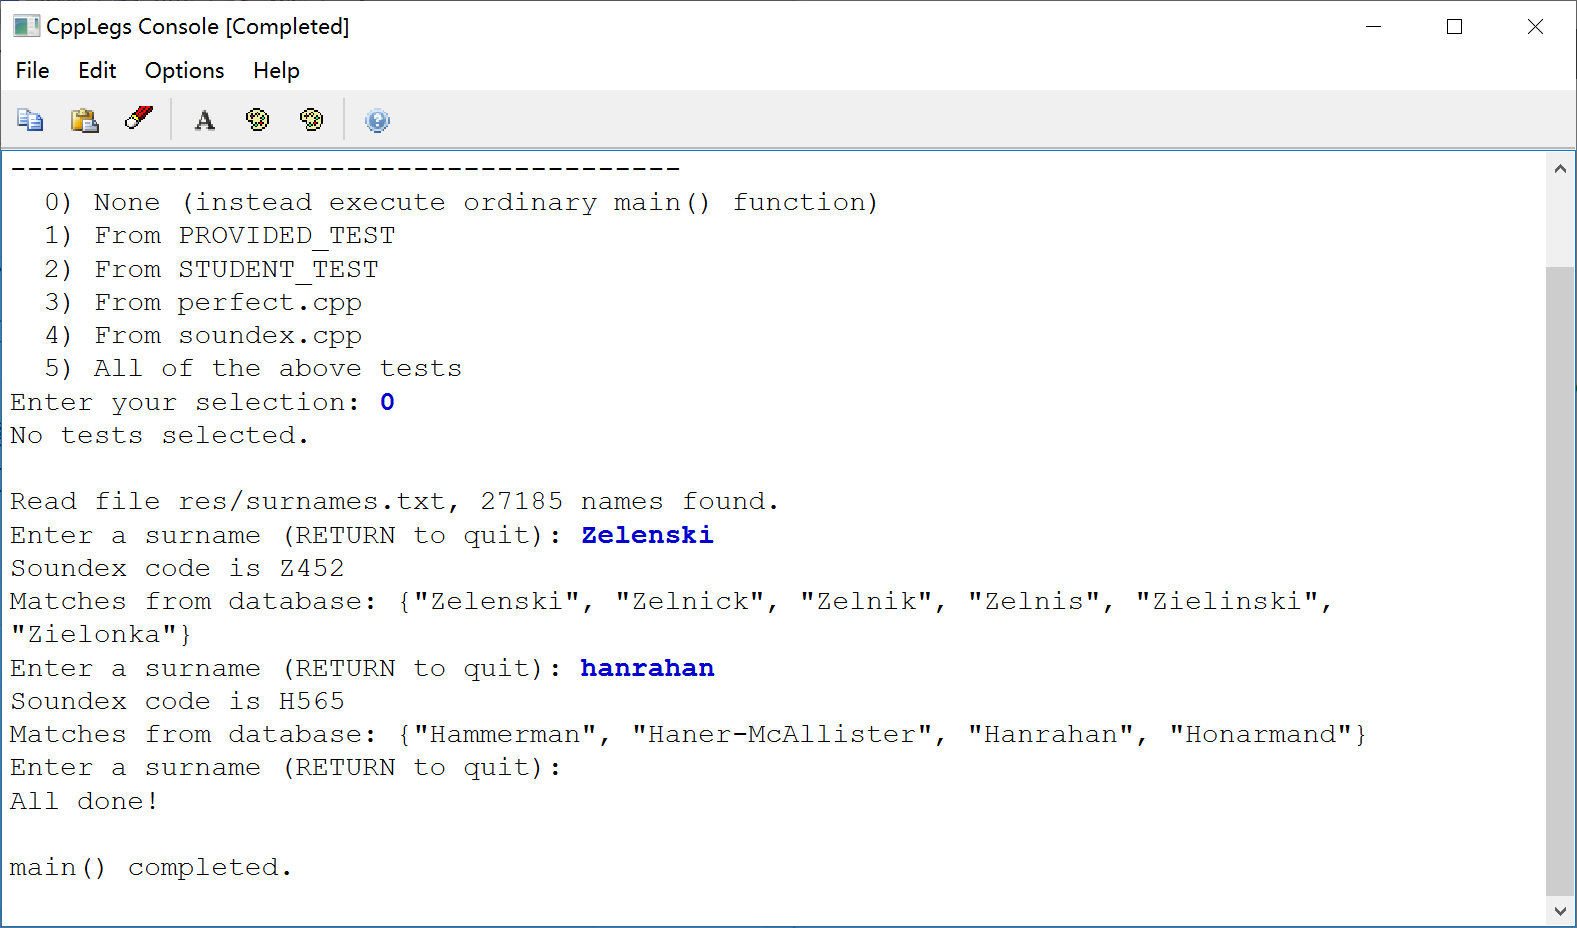 CppLegs Console [Completed]
File Edit Options Help
A
----------------------------------------
  0) None (instead execute ordinary main() function)
  1) From PROVIDED_TEST
  2) From STUDENT_TEST
  3) From perfect.cpp
  4) From soundex.cpp
  5) All of the above tests
Enter your selection: 0
No tests selected.

Read file res/surnames.txt, 27185 names found.
Enter a surname (RETURN to quit): Zelenski
Soundex code is Z452
Matches from database: {"Zelenski", "Zelnick", "Zelnik", "Zelnis", "Zielinski",
"Zielonka"}
Enter a surname (RETURN to quit): hanrahan
Soundex code is H565
Matches from database: {"Hammerman", "Haner-McAllister", "Hanrahan", "Honarmand"}
Enter a surname (RETURN to quit):
All done!

main() completed.